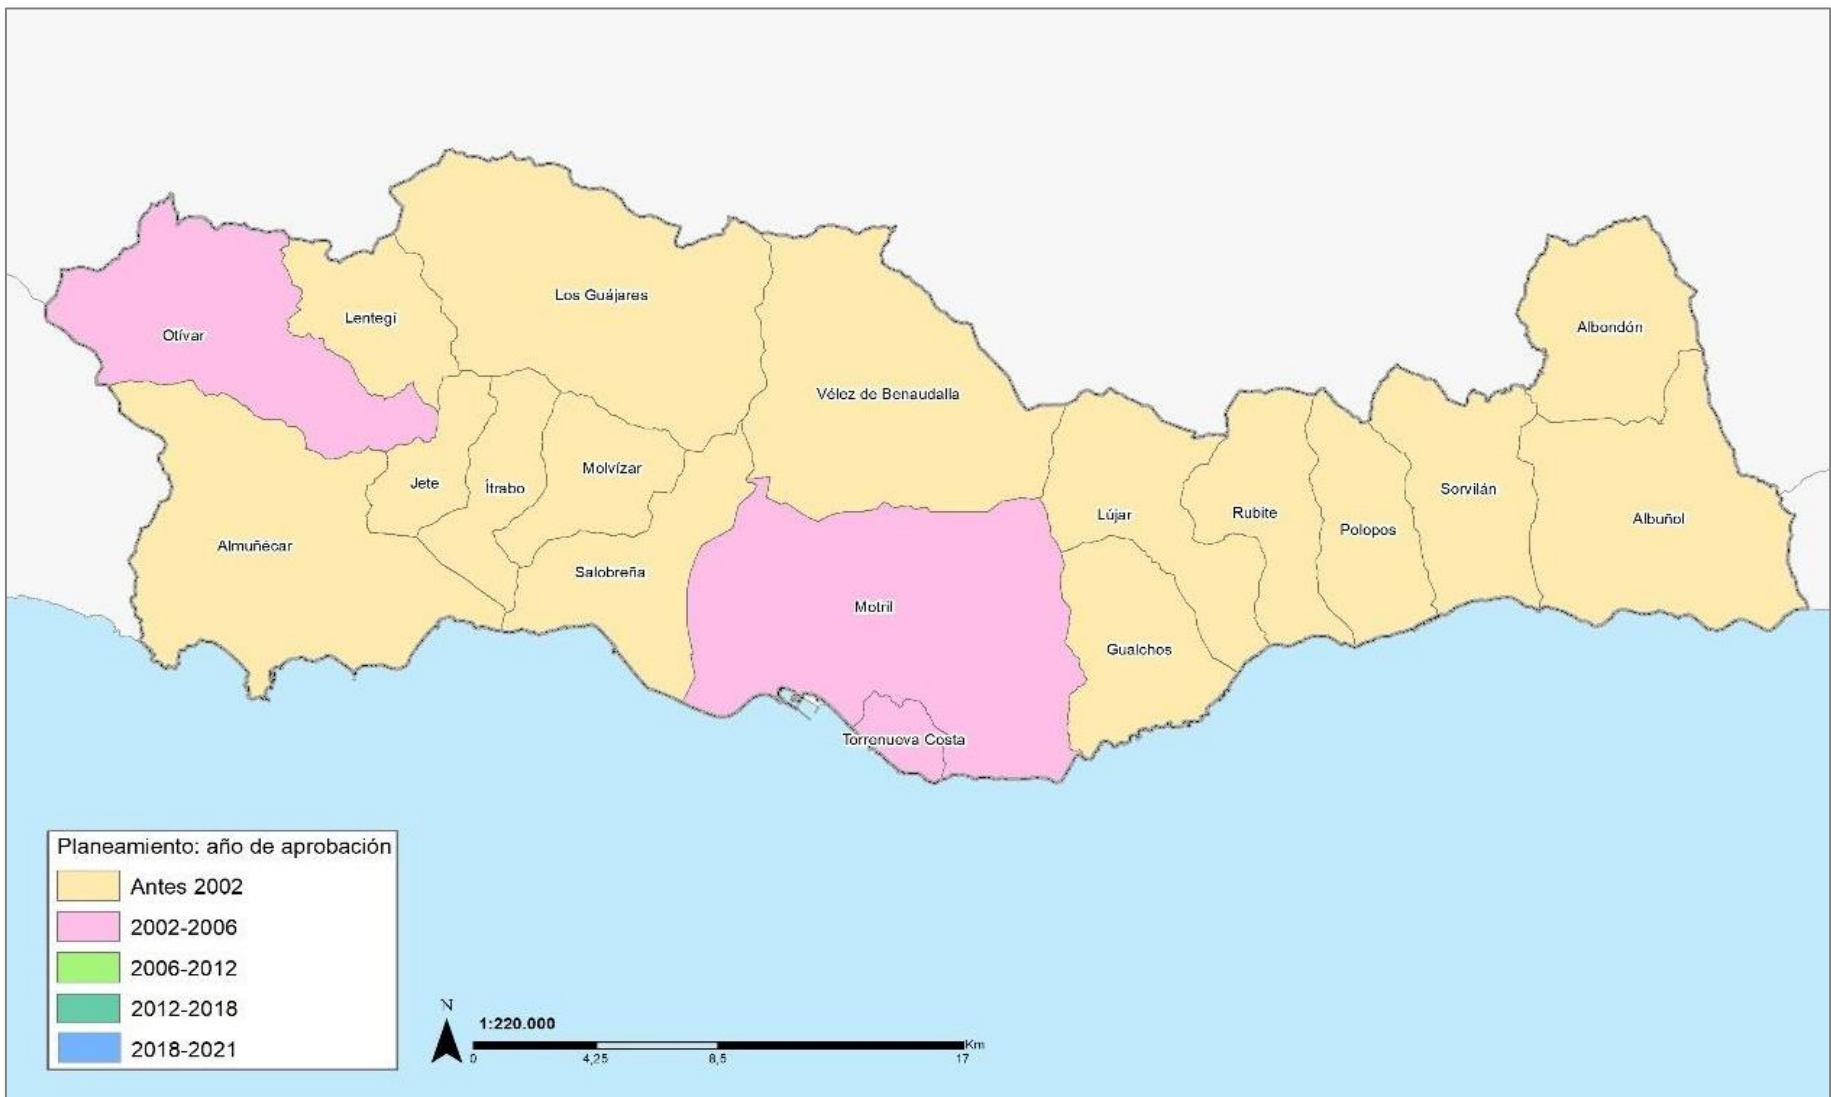 Los Guájares
Lentegí
Otívar
Albondón
Vélez de Benaudalla
Molvízar
Jete
Ítrabo
Sorvilán
Lújar
Rubite
Albuñol
Polopos
Almuñécar
Salobreña
Motril
Gualchos
Torrenueva Costa
Planeamiento: año de aprobación
Antes 2002
2002-2006
2006-2012
2012-2018
2018-2021
N
1:220.000
Km
0 4,25 8,5 17